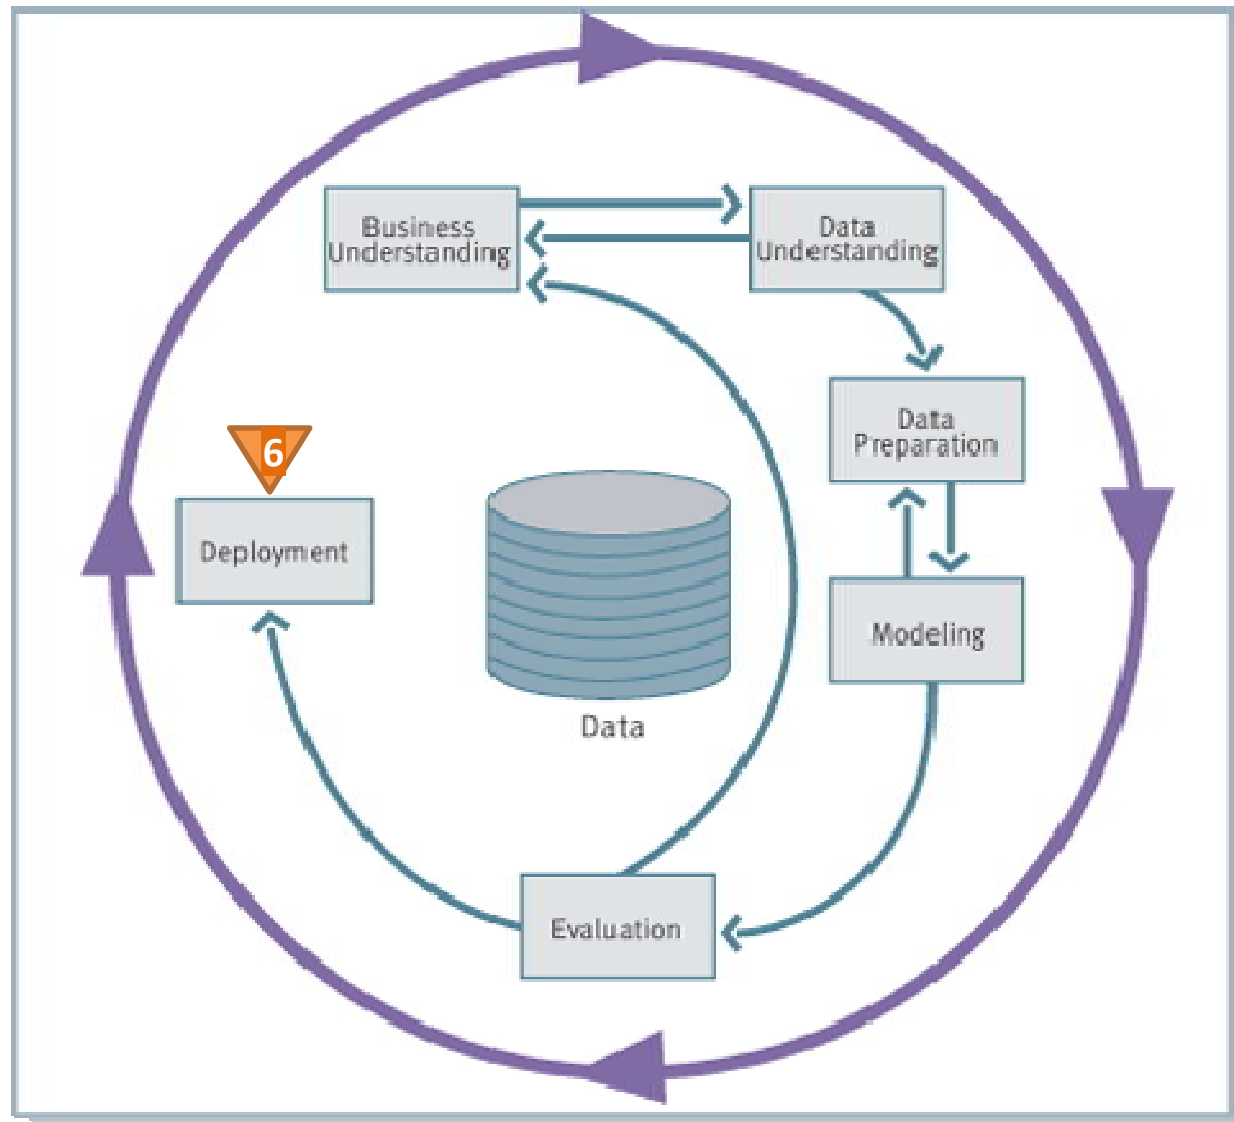 Business
Understanding
Data
Understanding
Data
Preparation
6
Deployment
Modeling
Data
Evaluation